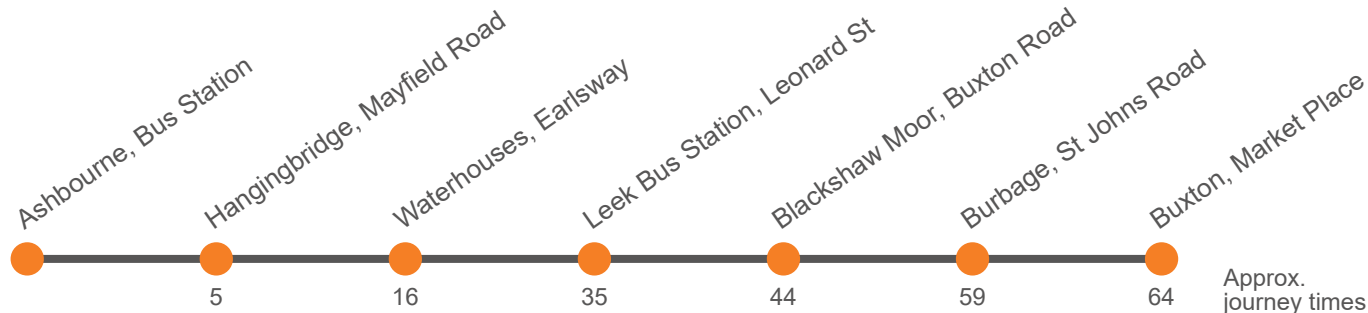 Ashbourne, Bus Station
Hangingbridge, Mayfield Road
Waterhouses, Earlsway
Leek Bus Station, Leonard St
Blackshaw Moor, Buxton Road
Burbage, St Johns Road
Buxton, Market Place
5
16
35
44
59
64
Approx.
journey times